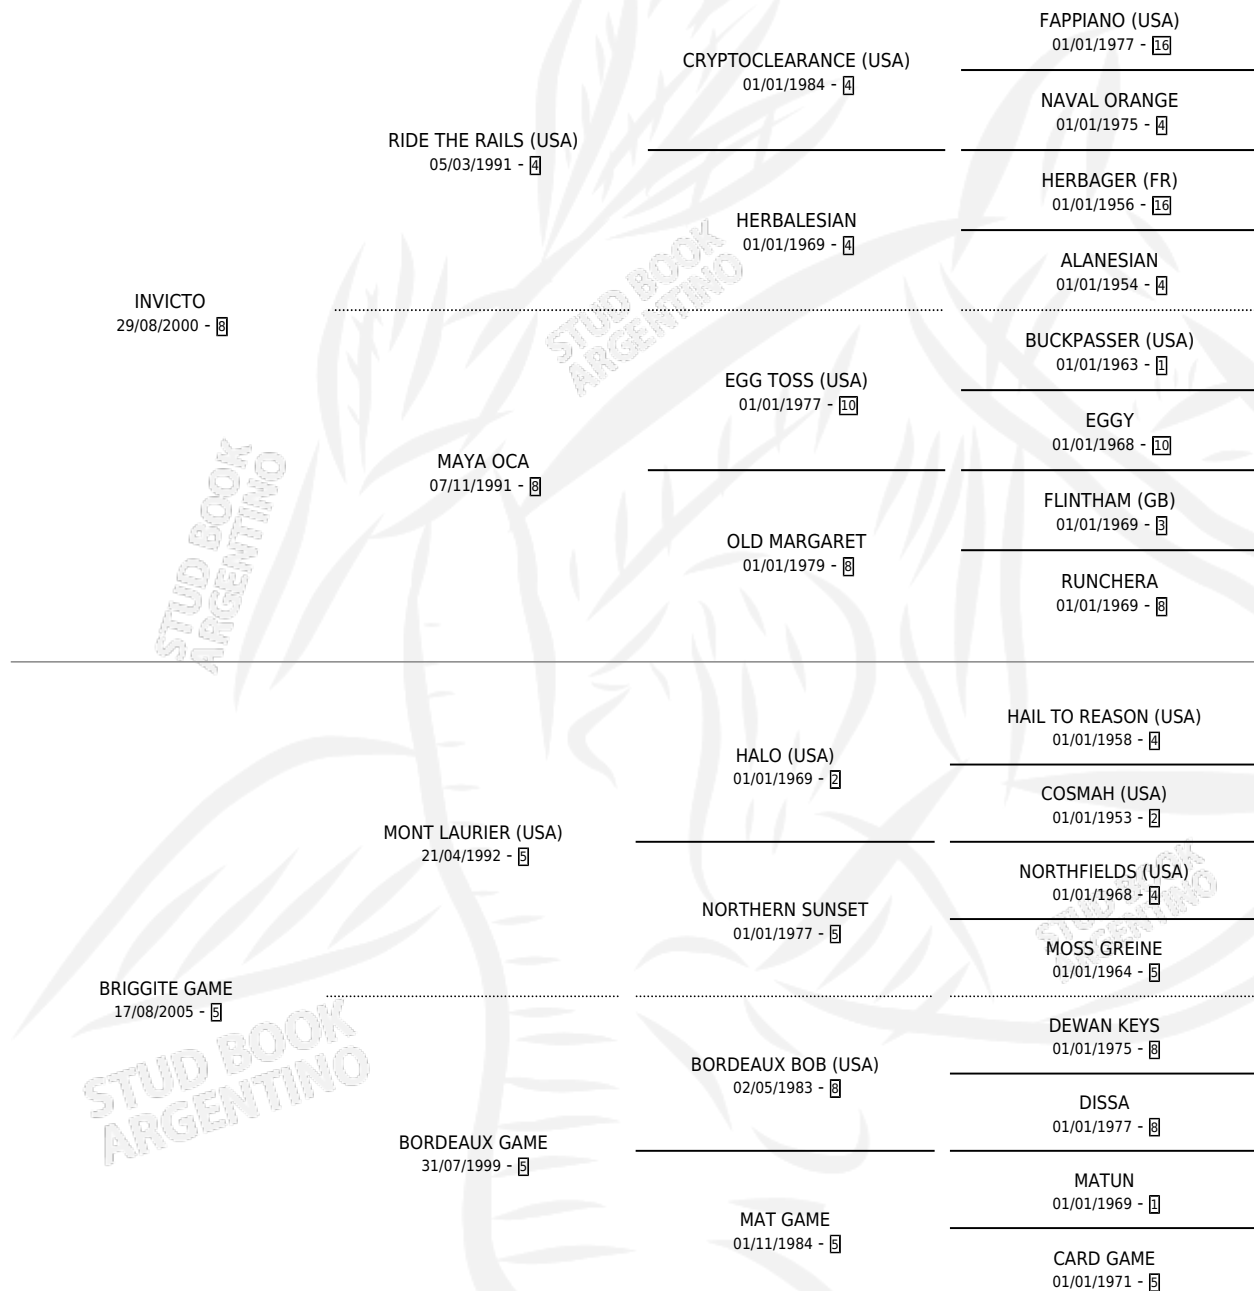 FAPPIANO (USA)
01/01/1977 - 16
CRYPTOCLEARANCE (USA)
01/01/1984 - 4
NAVAL ORANGE
01/01/1975 - 4
RIDE THE RAILS (USA)
05/03/1991 - 4
HERBAGER (FR)
01/01/1956 - 16
HERBALESIAN
01/01/1969 - 4
ALANESIAN
01/01/1954 - 4
INVICTO
29/08/2000 - 8
BUCKPASSER (USA)
01/01/1963 - 1
EGG TOSS (USA)
01/01/1977 - 10
EGGY
01/01/1968 - 10
MAYA OCA
07/11/1991 - 8
FLINTHAM (GB)
01/01/1969 - 3
OLD MARGARET
01/01/1979 - 8
RUNCHERA
01/01/1969 - 8
STUD BOOK
ARGENTINO
STUD BOOK
ARGENTINO
HAIL TO REASON (USA)
01/01/1958 - 4
HALO (USA)
01/01/1969 - 2
COSMAH (USA)
01/01/1953 - 2
MONT LAURIER (USA)
21/04/1992 - 5
NORTHFIELDS (USA)
01/01/1968 - 4
NORTHERN SUNSET
01/01/1977 - 5
MOSS GREINE
01/01/1964 - 5
STUD BOOK
ARGENTINO
BRIGGITE GAME
17/08/2005 - 5
DEWAN KEYS
01/01/1975 - 8
BORDEAUX BOB (USA)
02/05/1983 - 8
DISSA
01/01/1977 - 8
BORDEAUX GAME
31/07/1999 - 5
MATUN
01/01/1969 - 1
MAT GAME
01/11/1984 - 5
CARD GAME
01/01/1971 - 5
STUD BOOK
ARGENTINO